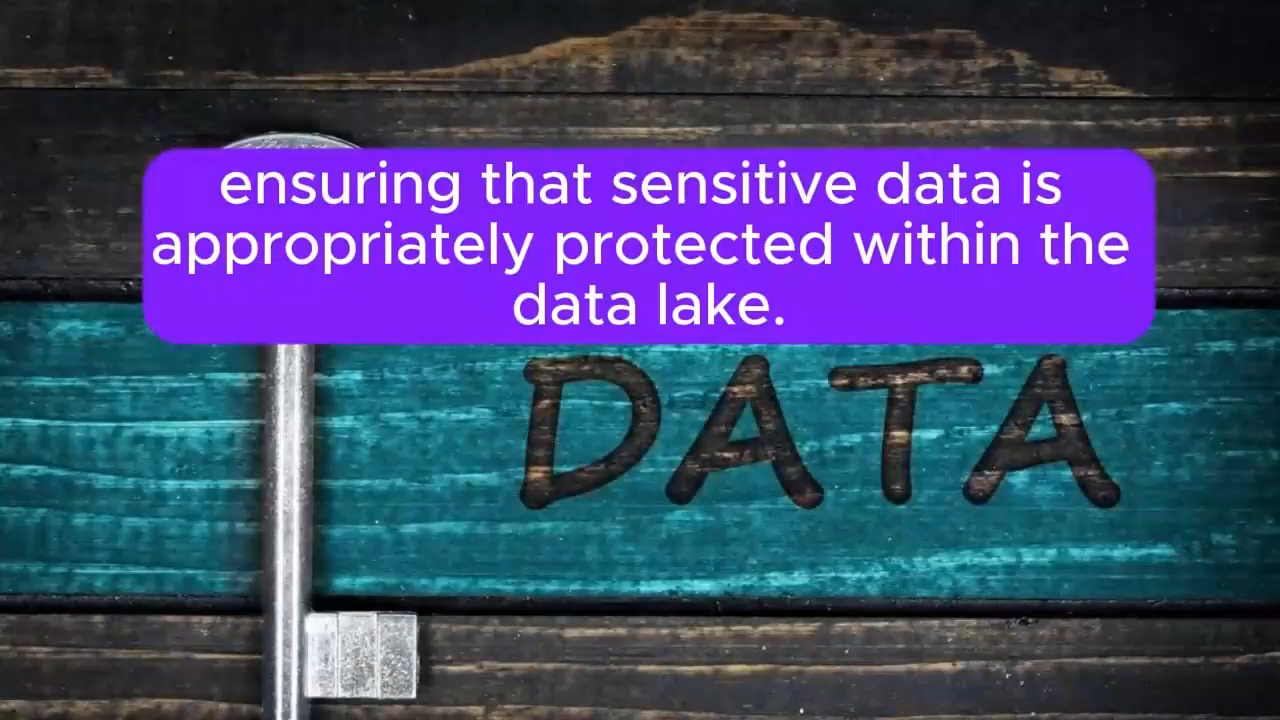 ensuring that sensitive data is
appropriately protected within the
data lake.
DATA